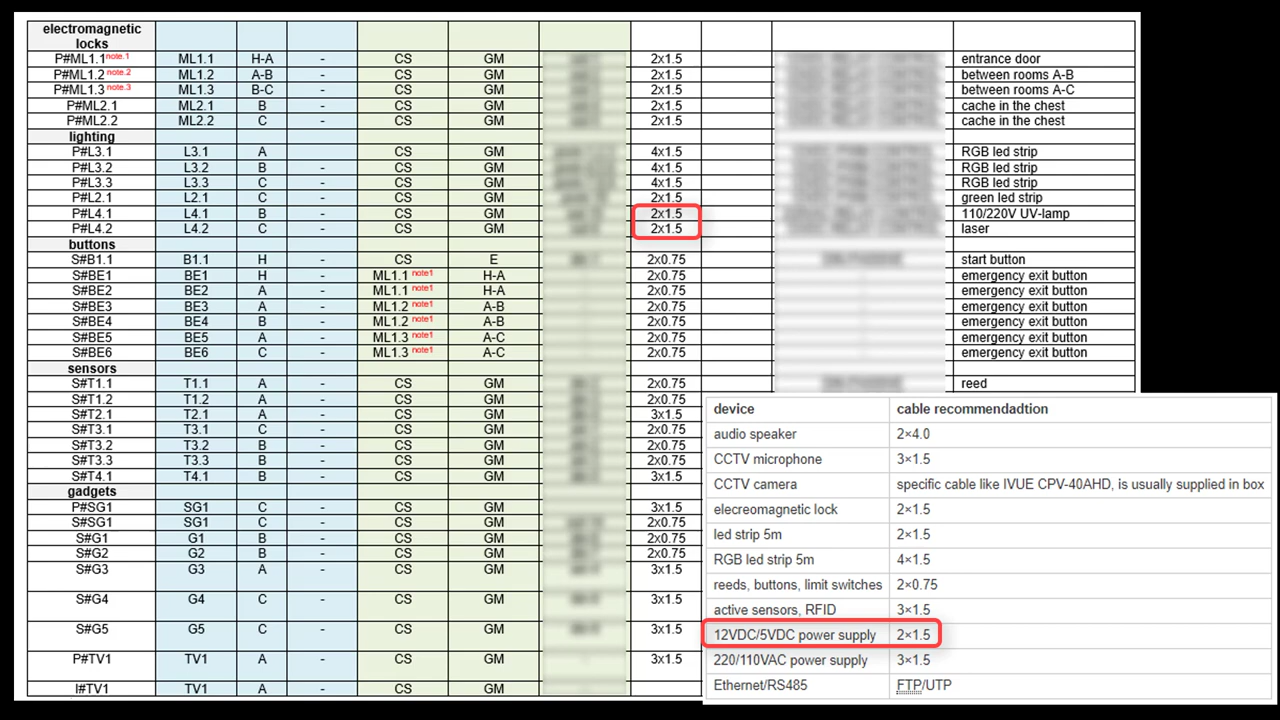 electromagnetic
locks
P#ML1.1 note.1 ML1.1 H-A - CS GM 2x1.5 entrance door
P#ML1.2 note.2 ML1.2 A-B - CS GM 2x1.5 between rooms A-B
P#ML1.3 note.3 ML1.3 B-C - CS GM 2x1.5 between rooms A-C
P#ML2.1 ML2.1 B - CS GM 2x1.5 cache in the chest
P#ML2.2 ML2.2 C - CS GM 2x1.5 cache in the chest
lighting
P#L3.1 L3.1 A CS GM 4x1.5 RGB led strip
P#L3.2 L3.2 B - CS GM 4x1.5 RGB led strip
P#L3.3 L3.3 C - CS GM 4x1.5 RGB led strip
P#L2.1 L2.1 C - CS GM 2x1.5 green led strip
P#L4.1 L4.1 B - CS GM 2x1.5 110/220V UV-lamp
P#L4.2 L4.2 C - CS GM 2x1.5 laser
buttons
S#B1.1 B1.1 H - CS E 2x0.75 start button
S#BE1 BE1 H - ML1.1 note1 H-A 2x0.75 emergency exit button
S#BE2 BE2 A - ML1.1 note1 H-A 2x0.75 emergency exit button
S#BE3 BE3 A - ML1.2 note1 A-B 2x0.75 emergency exit button
S#BE4 BE4 B - ML1.2 note1 A-B 2x0.75 emergency exit button
S#BE5 BE5 A - ML1.3 note1 A-C 2x0.75 emergency exit button
S#BE6 BE6 C - ML1.3 note1 A-C 2x0.75 emergency exit button
sensors
S#T1.1 T1.1 A - CS GM 2x0.75 reed
S#T1.2 T1.2 A - CS GM 2x0.75
S#T2.1 T2.1 A - CS GM 3x1.5
S#T3.1 T3.1 C - CS GM 2x0.75
S#T3.2 T3.2 B - CS GM 2x0.75
S#T3.3 T3.3 B - CS GM 2x0.75
S#T4.1 T4.1 B - CS GM 3x1.5
gadgets
P#SG1 SG1 C - CS GM 3x1.5
S#SG1 SG1 C - CS GM 2x0.75
S#G1 G1 B - CS GM 2x0.75
S#G2 G2 B - CS GM 2x0.75
S#G3 G3 A - CS GM 3x1.5
S#G4 G4 C - CS GM 3x1.5
S#G5 G5 C - CS GM 3x1.5
P#TV1 TV1 A - CS GM 3x1.5
I#TV1 TV1 A - CS GM
device cable recommendadtion
audio speaker 2×4.0
CCTV microphone 3×1.5
CCTV camera specific cable like IVUE CPV-40AHD, is usually supplied in box
elecreomagnetic lock 2×1.5
led strip 5m 2×1.5
RGB led strip 5m 4×1.5
reeds, buttons, limit switches 2×0.75
active sensors, RFID 3×1.5
12VDC/5VDC power supply 2×1.5
220/110VAC power supply 3×1.5
Ethernet/RS485 FTP/UTP